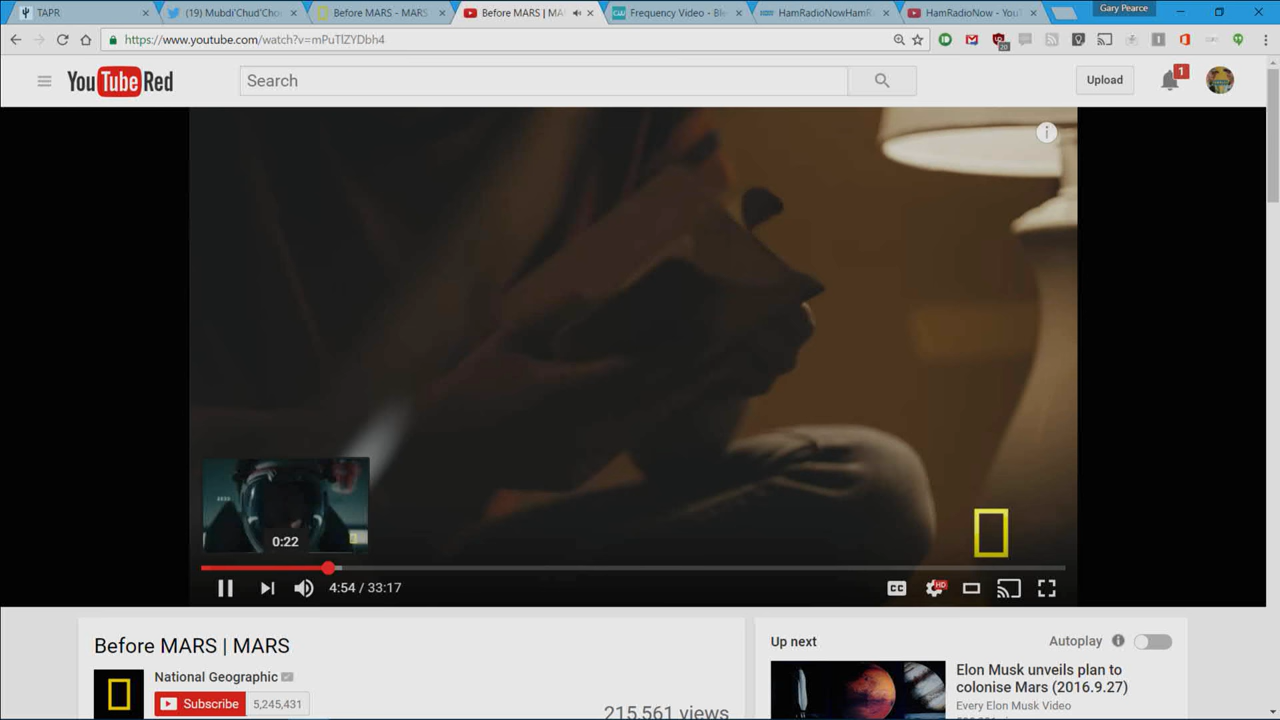 TAPR
(19) Mubdi'Chud'Cho
Before MARS - MARS
Before MARS | MA
Frequency Video - Ble
HamRadioNowHamR
HamRadioNow - YouT
Gary Pearce
https://www.youtube.com/watch?v=mPuTlZYDbh4
20
YouTube Red
Search
Upload
1
i
0:22
4:54 / 33:17
CC
HD
Before MARS | MARS
National Geographic
Subscribe 5,245,431
215,561 views
Up next
Autoplay
Elon Musk unveils plan to
colonise Mars (2016.9.27)
Every Elon Musk Video